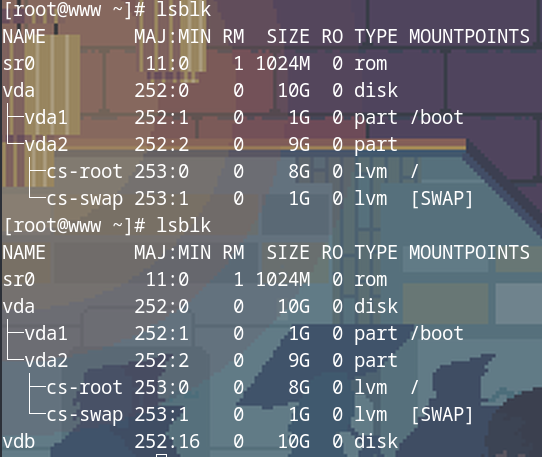 [root@www ~]# lsblk
NAME        MAJ:MIN RM  SIZE RO TYPE MOUNTPOINTS
sr0          11:0    1 1024M  0 rom
vda         252:0    0   10G  0 disk
├─vda1      252:1    0    1G  0 part /boot
└─vda2      252:2    0    9G  0 part
  ├─cs-root 253:0    0    8G  0 lvm  /
  └─cs-swap 253:1    0    1G  0 lvm  [SWAP]
[root@www ~]# lsblk
NAME        MAJ:MIN RM  SIZE RO TYPE MOUNTPOINTS
sr0          11:0    1 1024M  0 rom
vda         252:0    0   10G  0 disk
├─vda1      252:1    0    1G  0 part /boot
└─vda2      252:2    0    9G  0 part
  ├─cs-root 253:0    0    8G  0 lvm  /
  └─cs-swap 253:1    0    1G  0 lvm  [SWAP]
vdb         252:16   0   10G  0 disk